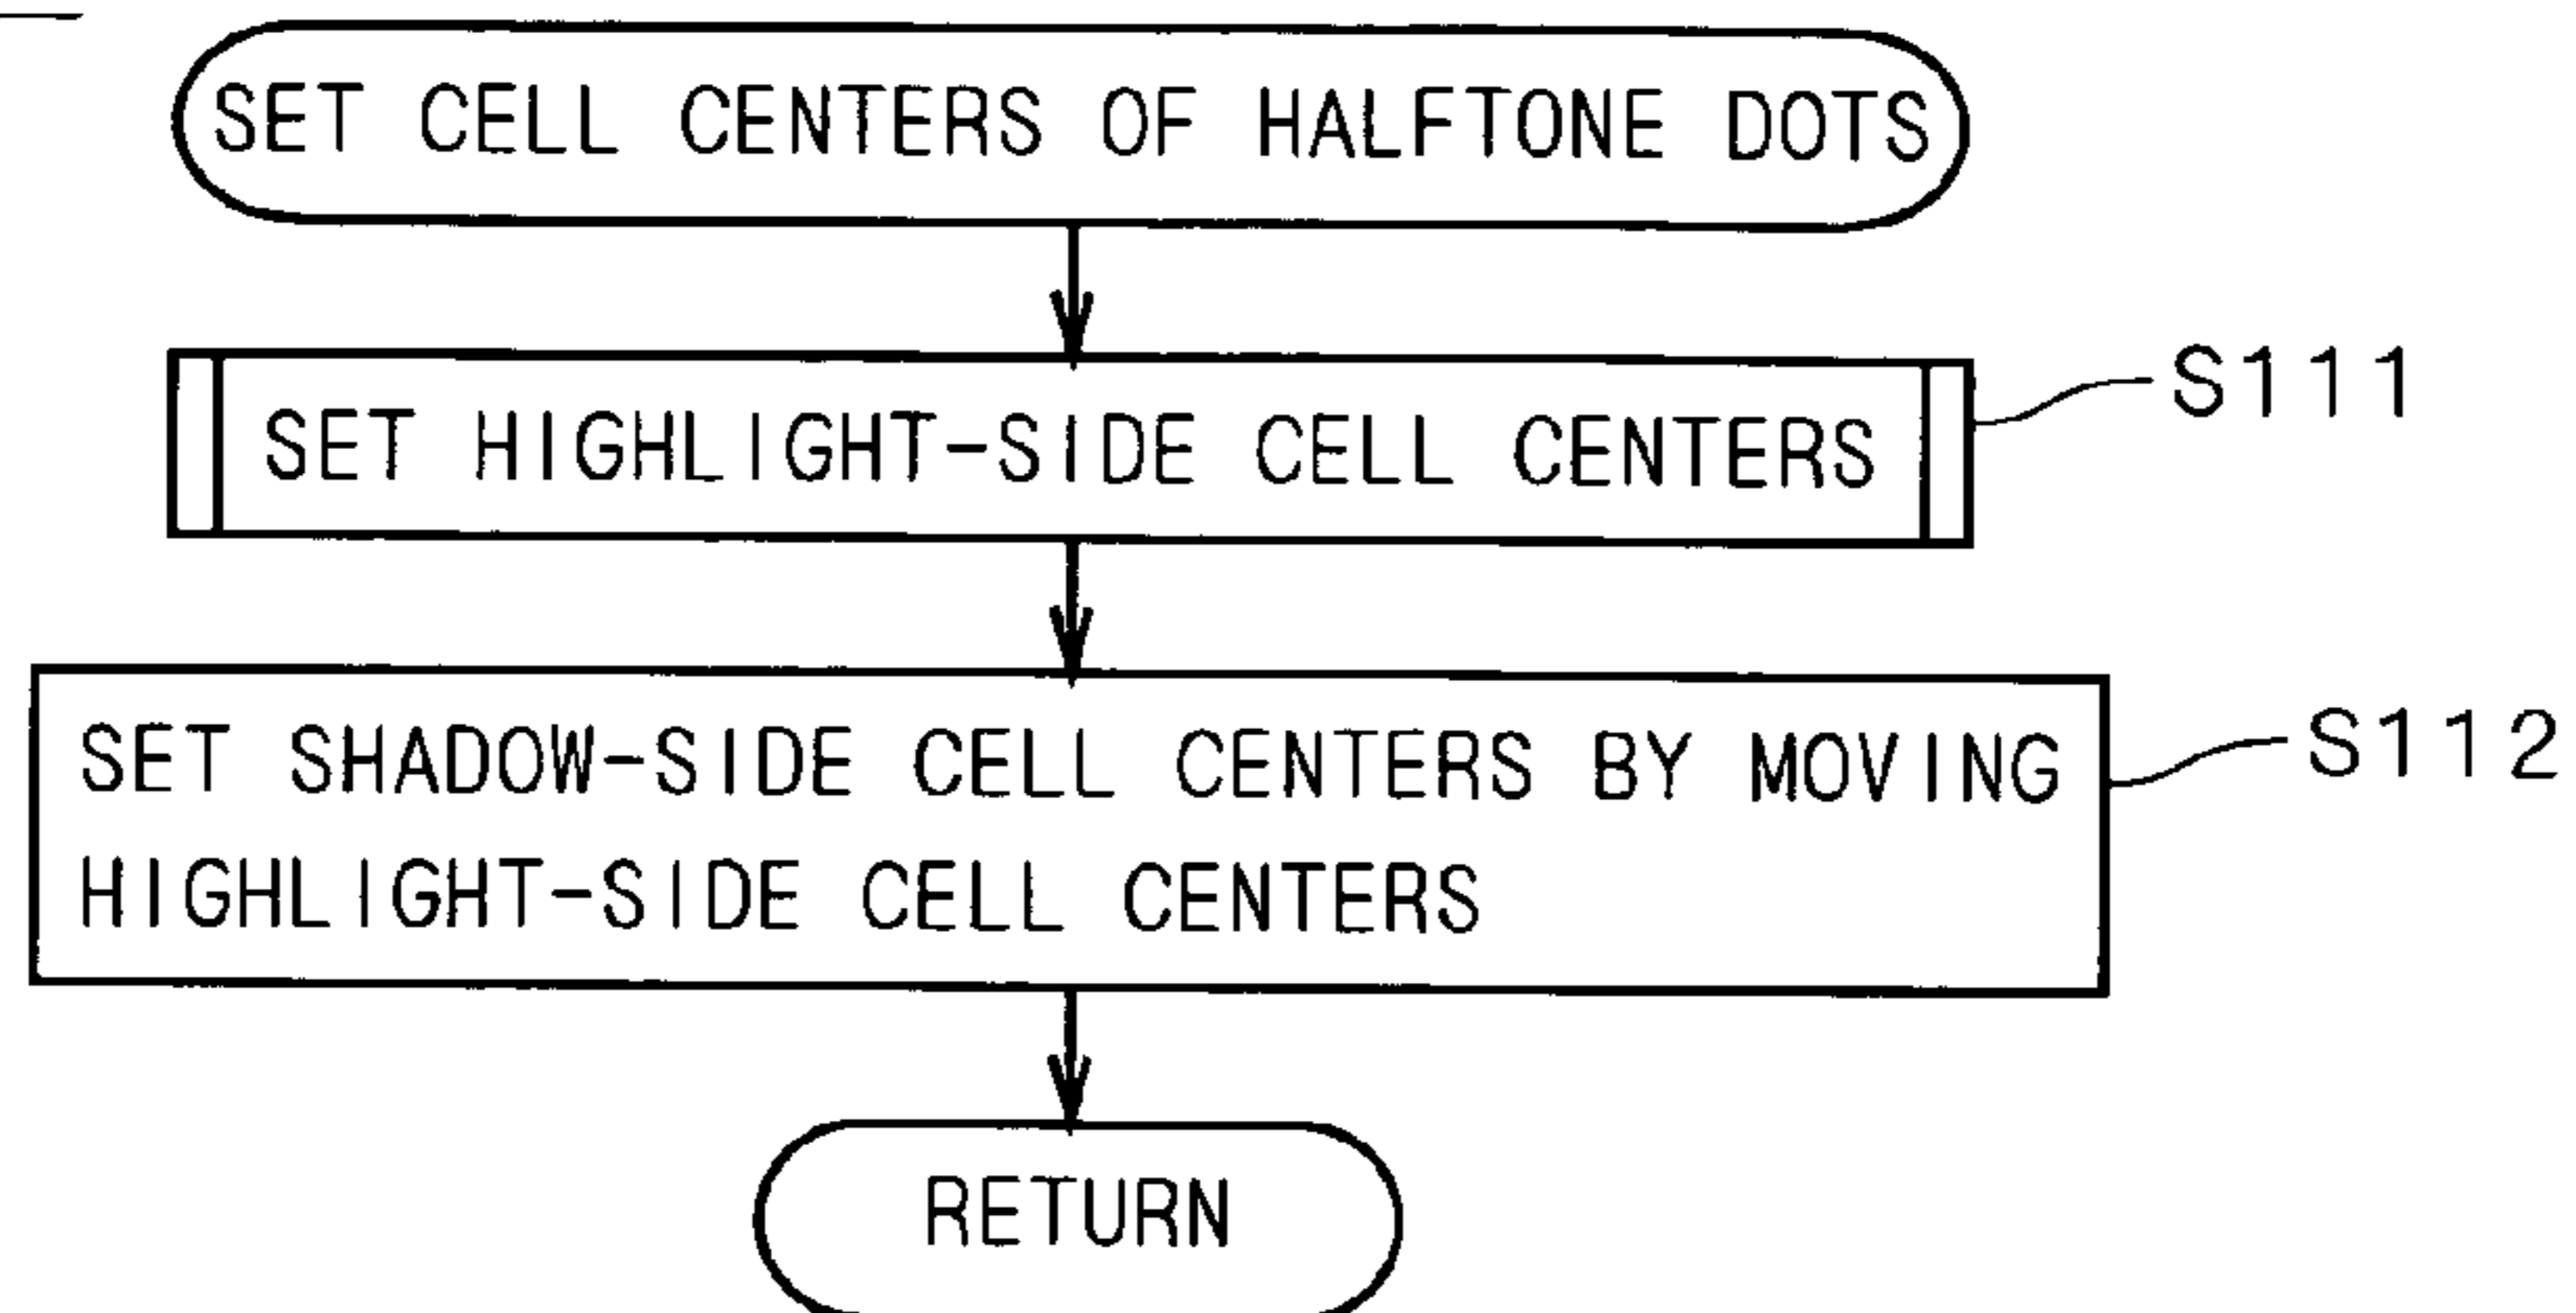 SET CELL CENTERS OF HALFTONE DOTS
SET HIGHLIGHT-SIDE CELL CENTERS
S111
SET SHADOW-SIDE CELL CENTERS BY MOVING
HIGHLIGHT-SIDE CELL CENTERS
S112
RETURN